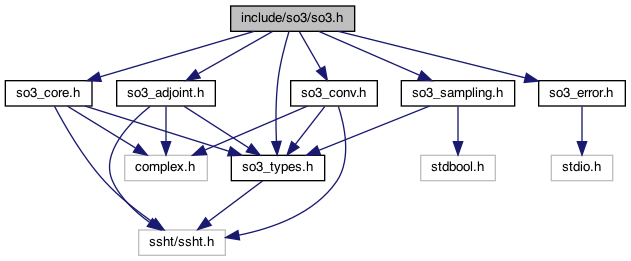 include/so3/so3.h
so3_core.h
so3_adjoint.h
so3_conv.h
so3_sampling.h
so3_error.h
complex.h
so3_types.h
stdbool.h
stdio.h
ssht/ssht.h